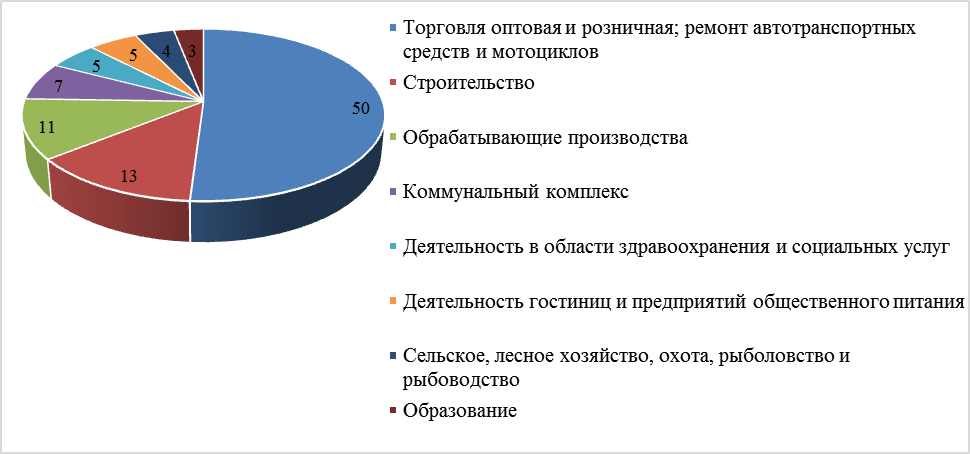 3
4
5
5
7
50
11
13
Торговля оптовая и розничная; ремонт автотранспортных
средств и мотоциклов
Строительство
Обрабатывающие производства
Коммунальный комплекс
Деятельность в области здравоохранения и социальных услуг
Деятельность гостиниц и предприятий общественного питания
Сельское, лесное хозяйство, охота, рыболовство и
рыбоводство
Образование